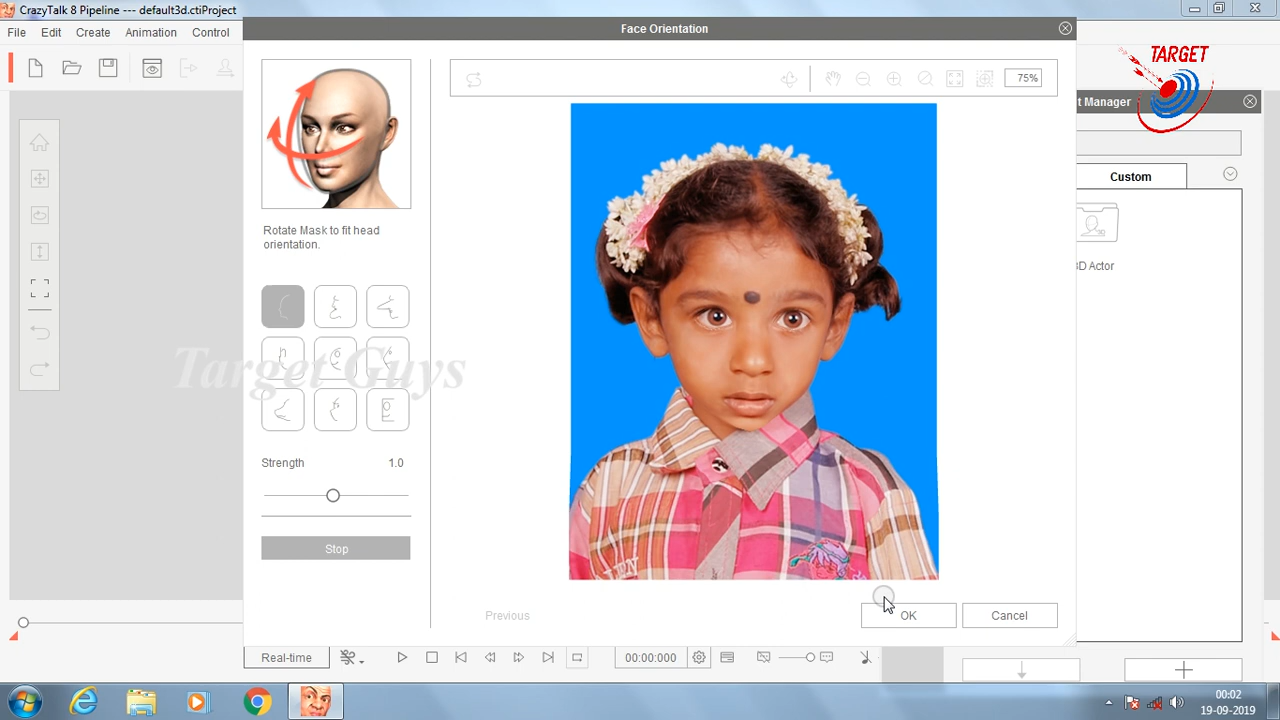 CrazyTalk 8 Pipeline --- default3d.ctiProject
File Edit Create Animation Control
Face Orientation
TARGET
75%
t Manager
Custom
3D Actor
Rotate Mask to fit head
orientation.
Target Guys
Strength 1.0
Stop
Previous
OK
Cancel
Real-time
00:00:000
00:02
19-09-2019